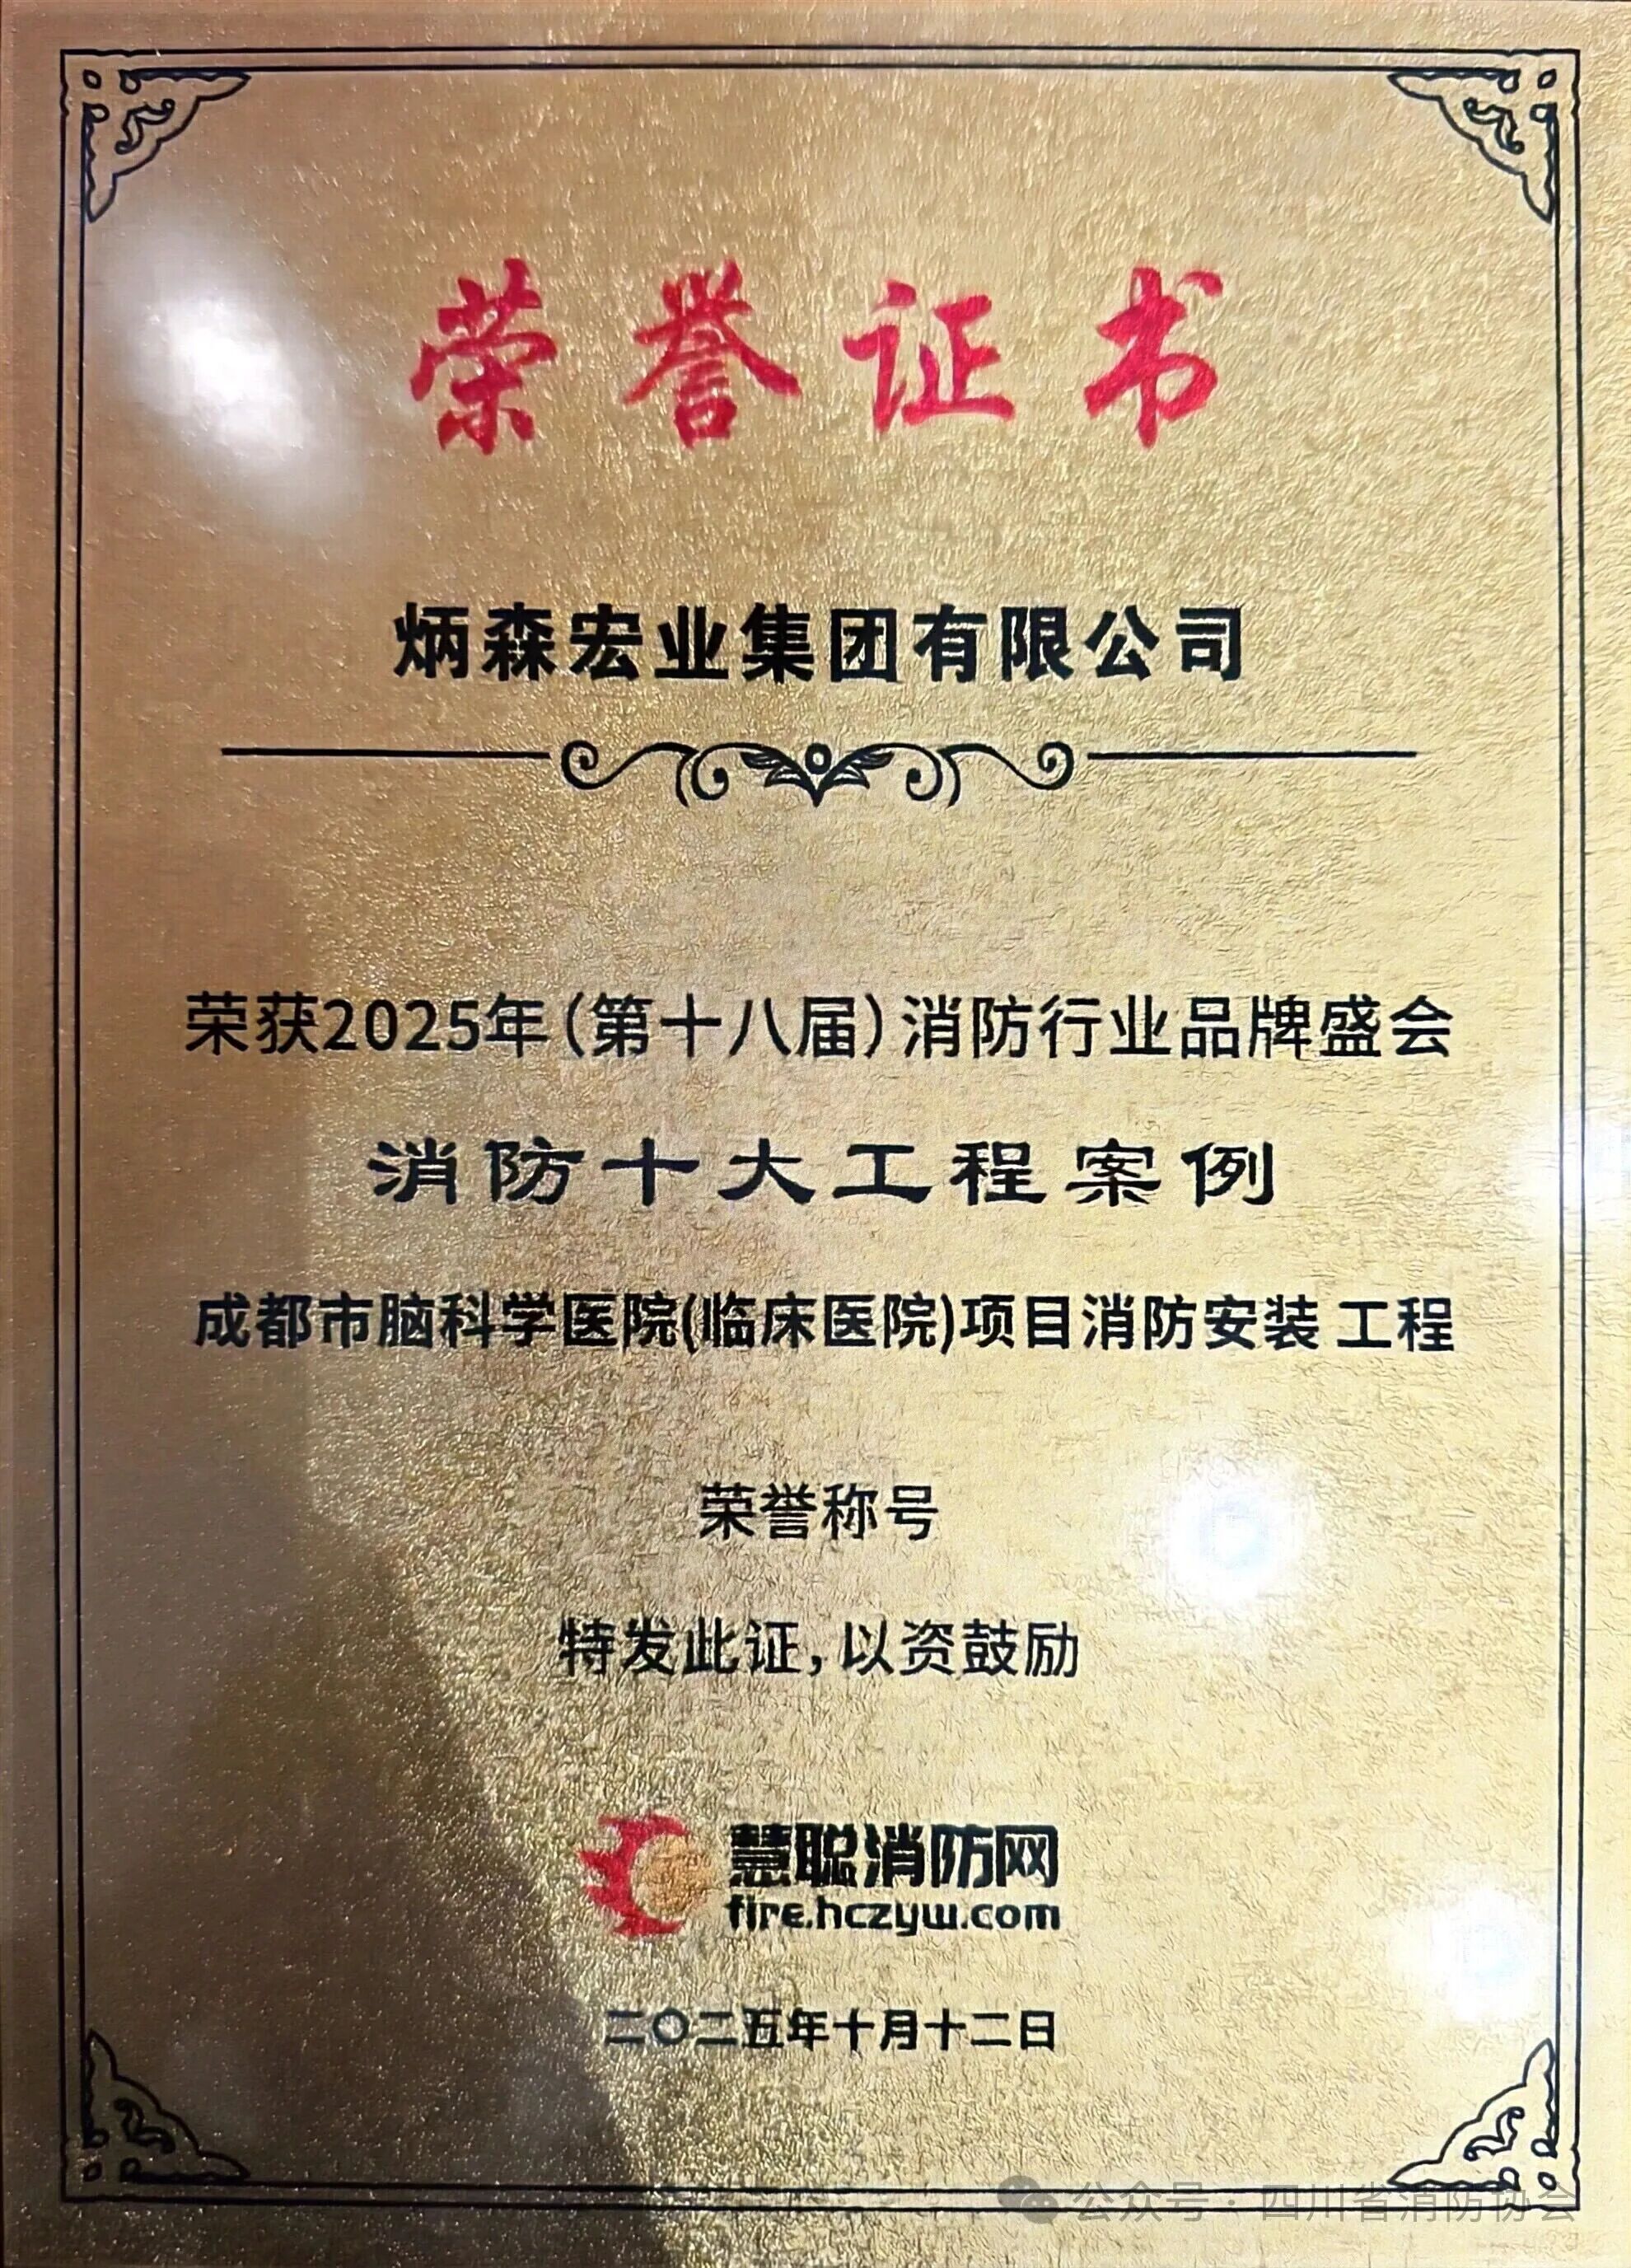 荣誉证书
炳森宏业集团有限公司
荣获2025年(第十八届)消防行业品牌盛会
消防十大工程案例
成都市脑科学医院(临床医院)项目消防安装 工程
荣誉称号
特发此证,以资鼓励
慧聪消防网
fire.hczyw.com
二〇二五年十月十二日
公众号·四川省消防协会